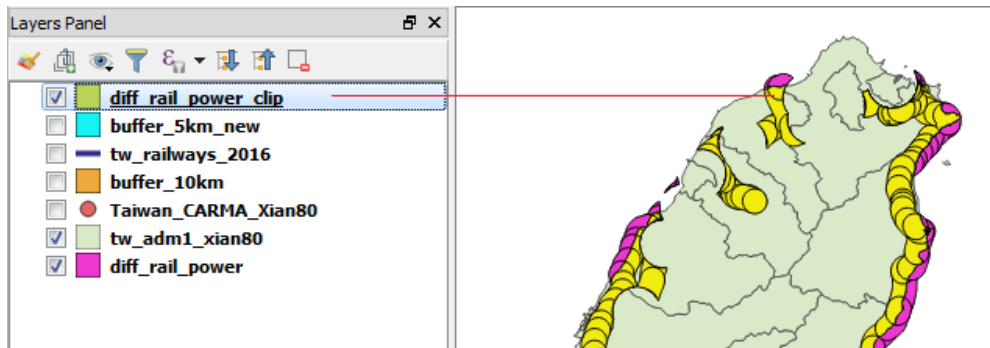 Layers Panel
diff_rail_power_clip
buffer_5km_new
tw_railways_2016
buffer_10km
Taiwan_CARMA_Xian80
tw_adm1_xian80
diff_rail_power